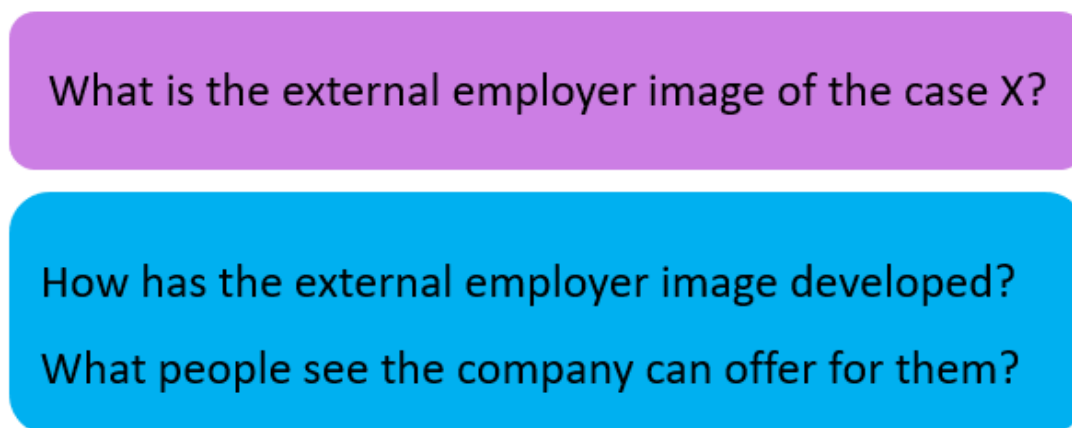 What is the external employer image of the case X?
How has the external employer image developed?
What people see the company can offer for them?